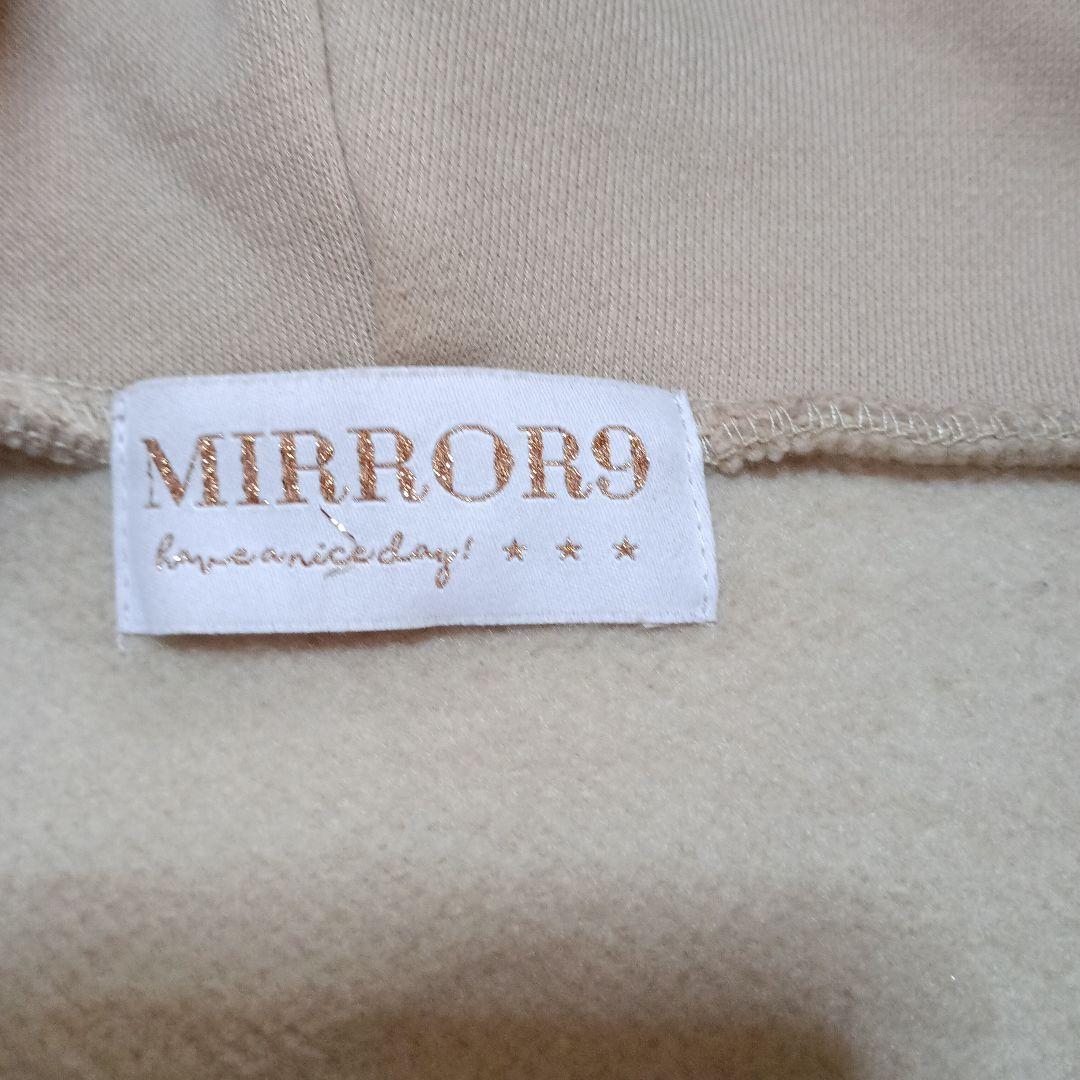 MIRROR9
have a nice day! ★ ★ ★